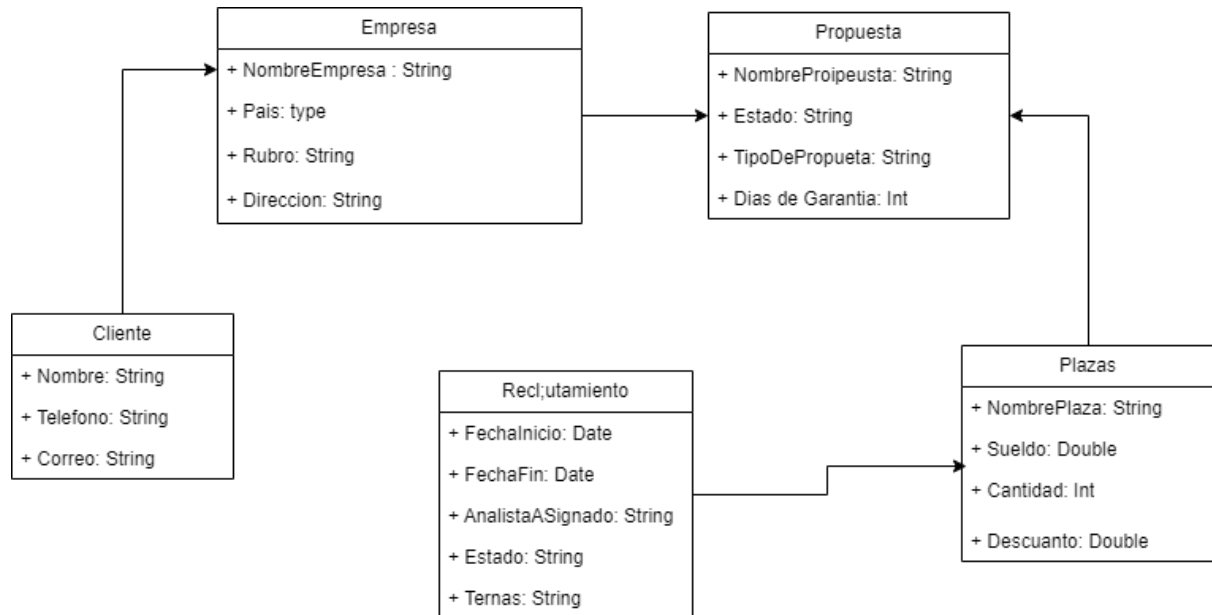 Empresa
+ NombreEmpresa : String
+ Pais: type
+ Rubro: String
+ Direccion: String
Propuesta
+ NombreProipeusta: String
+ Estado: String
+ TipoDePropueta: String
+ Dias de Garantia: Int
Cliente
+ Nombre: String
+ Telefono: String
+ Correo: String
Recl;utamiento
+ FechaInicio: Date
+ FechaFin: Date
+ AnalistaASignado: String
+ Estado: String
+ Ternas: String
Plazas
+ NombrePlaza: String
+ Sueldo: Double
+ Cantidad: Int
+ Descuanto: Double